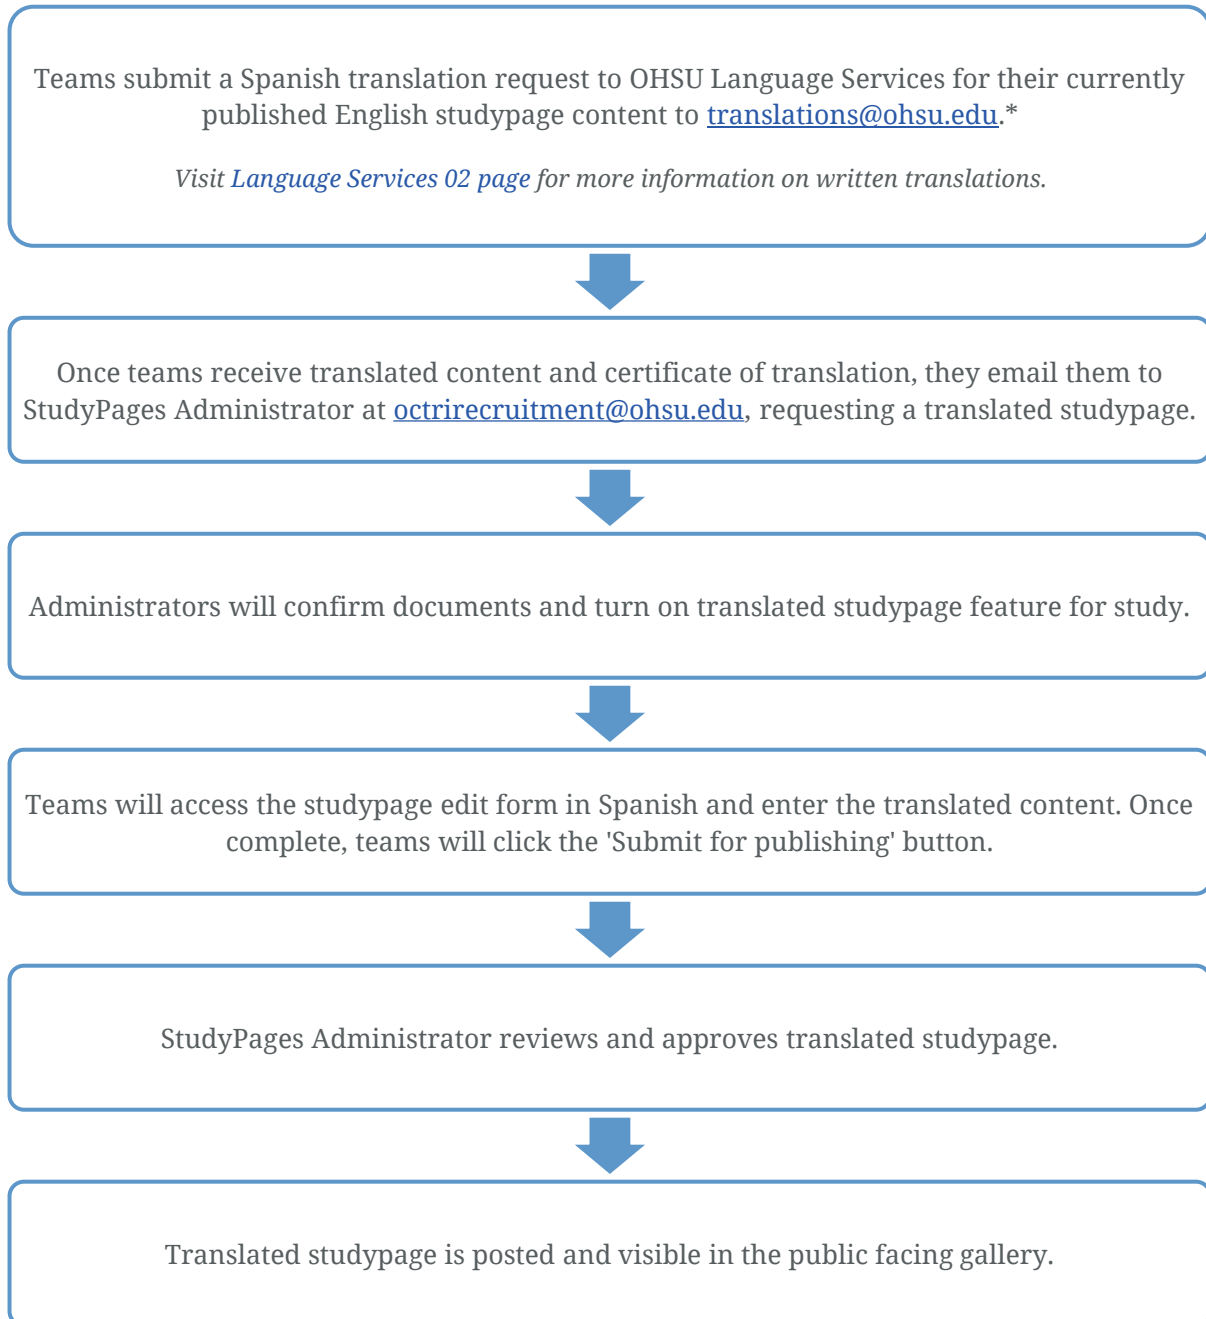 Teams submit a Spanish translation request to OHSU Language Services for their currently
published English studypage content to translations@ohsu.edu.*
Visit Language Services 02 page for more information on written translations.
Once teams receive translated content and certificate of translation, they email them to
StudyPages Administrator at octrirecruitment@ohsu.edu, requesting a translated studypage.
Administrators will confirm documents and turn on translated studypage feature for study.
Teams will access the studypage edit form in Spanish and enter the translated content. Once
complete, teams will click the 'Submit for publishing' button.
StudyPages Administrator reviews and approves translated studypage.
Translated studypage is posted and visible in the public facing gallery.